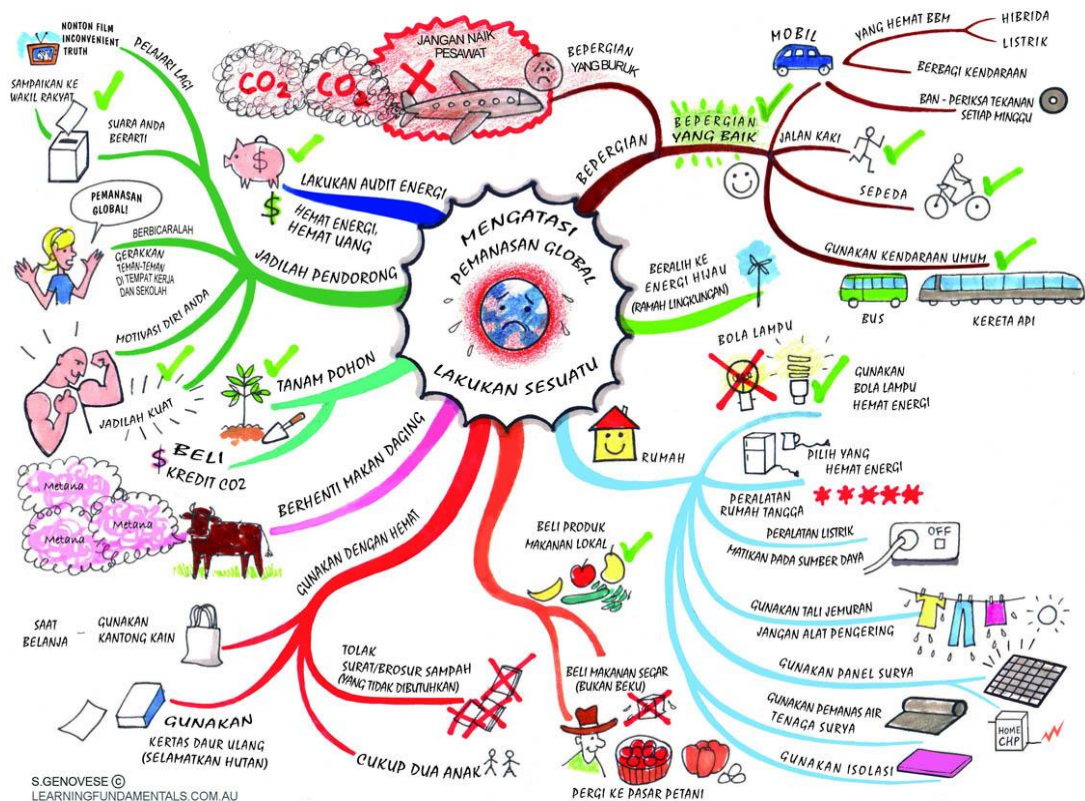 MENGATASI
PEMANASAN GLOBAL
LAKUKAN SESUATU
BEPERGIAN
BEPERGIAN
YANG BURUK
JANGAN NAIK
PESAWAT
CO2
CO2
BEPERGIAN
YANG BAIK
MOBIL
YANG HEMAT BBM
HIBRIDA
LISTRIK
BERBAGI KENDARAAN
BAN - PERIKSA TEKANAN
SETIAP MINGGU
JALAN KAKI
SEPEDA
GUNAKAN KENDARAAN UMUM
BUS
KERETA API
BERALIH KE
ENERGI HIJAU
(RAMAH LINGKUNGAN)
RUMAH
BOLA LAMPU
GUNAKAN
BOLA LAMPU
HEMAT ENERGI
PILIH YANG
HEMAT ENERGI
PERALATAN
RUMAH TANGGA
PERALATAN LISTRIK
MATIKAN PADA SUMBER DAYA
OFF
GUNAKAN TALI JEMURAN
JANGAN ALAT PENGERING
GUNAKAN PANEL SURYA
HOME
CHP
GUNAKAN PEMANAS AIR
TENAGA SURYA
GUNAKAN ISOLASI
BELI PRODUK
MAKANAN LOKAL
BELI MAKANAN SEGAR
(BUKAN BEKU)
PERGI KE PASAR PETANI
GUNAKAN DENGAN HEMAT
TOLAK
SURAT/BROSUR SAMPAH
(YANG TIDAK DIBUTUHKAN)
CUKUP DUA ANAK
SAAT
BELANJA
-
GUNAKAN
KANTONG KAIN
GUNAKAN
KERTAS DAUR ULANG
(SELAMATKAN HUTAN)
BERHENTI MAKAN DAGING
Metana
Metana
Metana
TANAM POHON
$ BELI
KREDIT CO2
JADILAH PENDORONG
PELAJARI LAGI
NONTON FILM
INCONVENIENT
TRUTH
SUARA ANDA
BERARTI
SAMPAIKAN KE
WAKIL RAKYAT
BERBICARALAH
GERAKKAN
TEMAN-TEMAN
DI TEMPAT KERJA
DAN SEKOLAH
PEMANASAN
GLOBAL!
MOTIVASI DIRI ANDA
JADILAH KUAT
LAKUKAN AUDIT ENERGI
$
$ HEMAT ENERGI,
HEMAT UANG
S.GENOVESE ©
LEARNINGFUNDAMENTALS.COM.AU